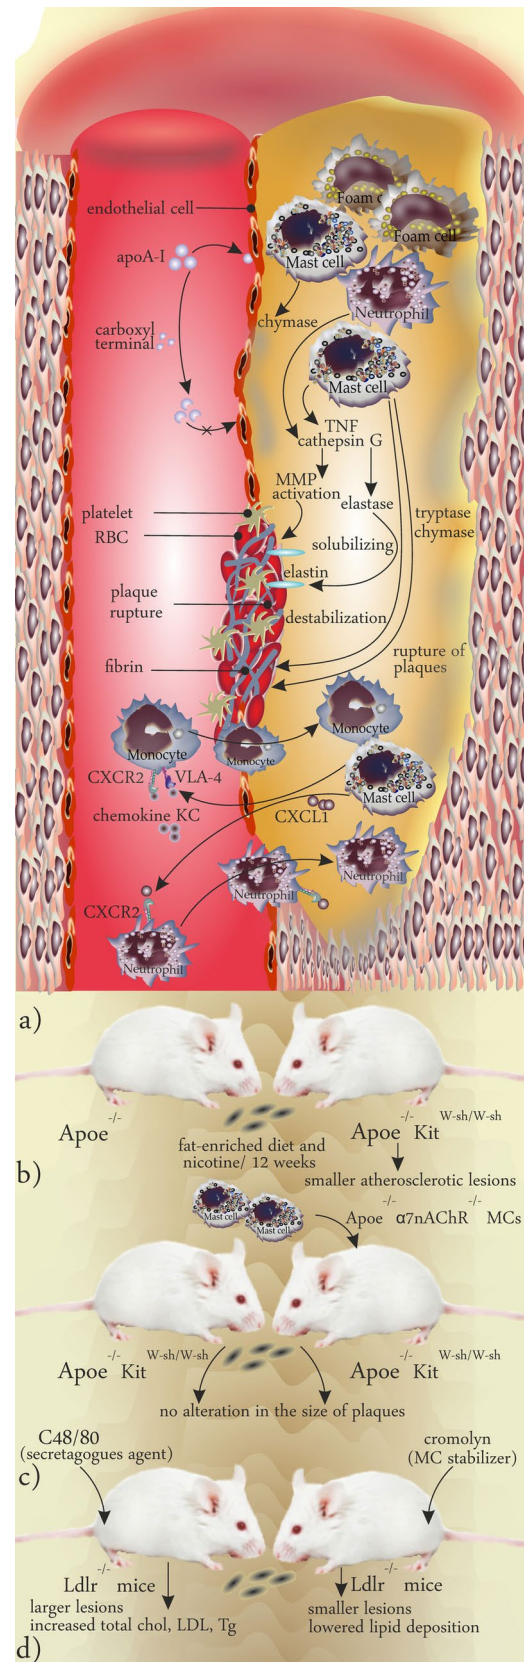 Foam c
Foam cell
endothelial cell
Mast cell
apoA-I
chymase
Neutrophil
carboxyl
terminal
Mast cell
TNF
cathepsin G
MMP
activation
elastase
tryptase
chymase
platelet
RBC
solubilizing
elastin
plaque
rupture
destabilization
fibrin
rupture of
plaques
Monocyte
Monocyte
Monocyte
CXCR2
VLA-4
Mast cell
chemokine KC
CXCL1
Neutrophil
Neutrophil
CXCR2
Neutrophil
a)
Apoe-/-
fat-enriched diet and
nicotine/ 12 weeks
Apoe-/- Kit W-sh/W-sh
smaller atherosclerotic lesions
b)
Mast cell
Mast cell
Apoe-/- α7nAChR-/- MCs
Apoe-/- Kit W-sh/W-sh
Apoe-/- Kit W-sh/W-sh
no alteration in the size of plaques
c)
C48/80
(secretagogues agent)
cromolyn
(MC stabilizer)
Ldlr-/- mice
larger lesions
increased total chol, LDL, Tg
Ldlr-/- mice
smaller lesions
lowered lipid deposition
d)